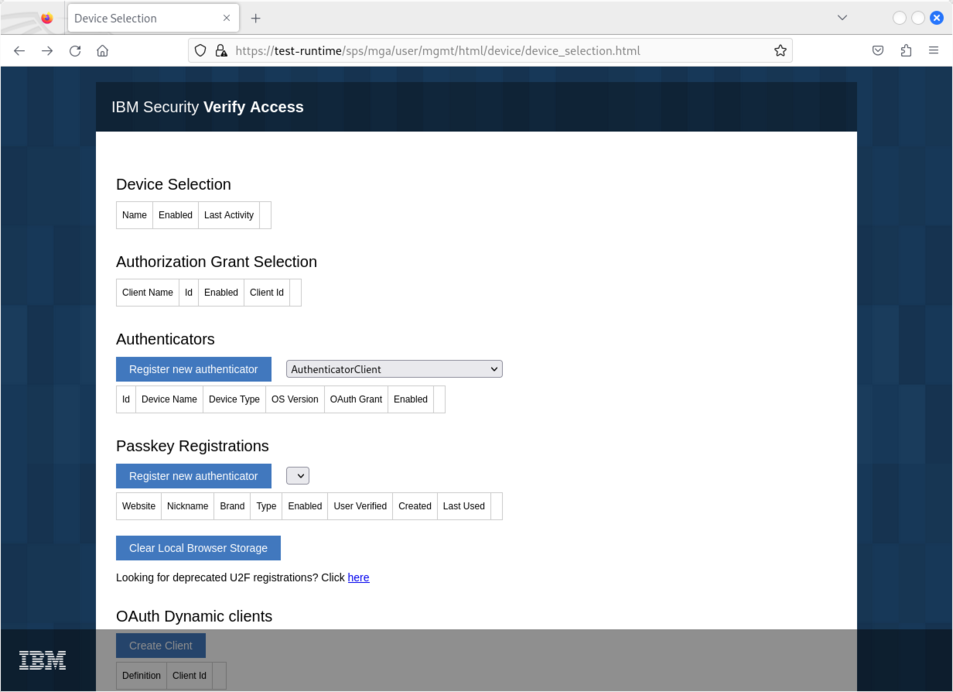 Device Selection
https://test-runtime/sps/mga/user/mgmt/html/device/device_selection.html
IBM Security Verify Access
Device Selection
Name Enabled Last Activity
Authorization Grant Selection
Client Name Id Enabled Client Id
Authenticators
Register new authenticator AuthenticatorClient
Id Device Name Device Type OS Version OAuth Grant Enabled
Passkey Registrations
Register new authenticator
Website Nickname Brand Type Enabled User Verified Created Last Used
Clear Local Browser Storage
Looking for deprecated U2F registrations? Click here
OAuth Dynamic clients
Create Client
IBM
Definition Client Id